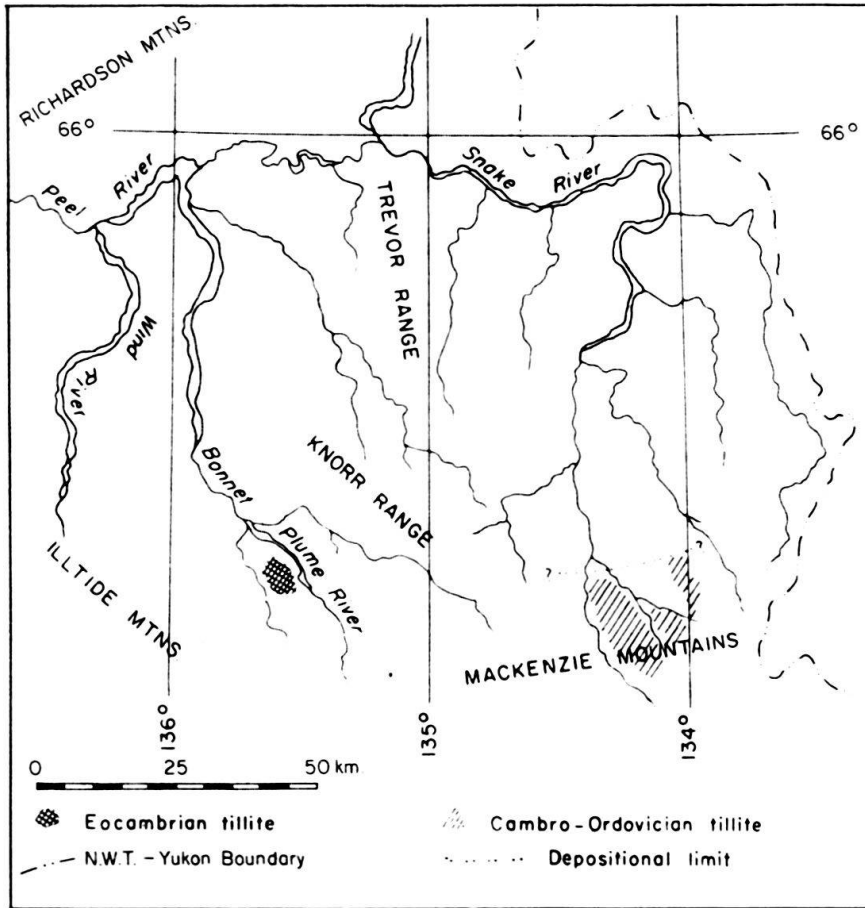 RICHARDSON MTNS.
66°
66°
Peel River
Snake River
TREVOR RANGE
Wind River
KNORR RANGE
Bonnet Plume River
ILLTIDE MTNS
?
?
MACKENZIE MOUNTAINS
136°
135°
134°
0 25 50 km
Eocambrian tillite
Cambro-Ordovician tillite
N.W.T. - Yukon Boundary
Depositional limit